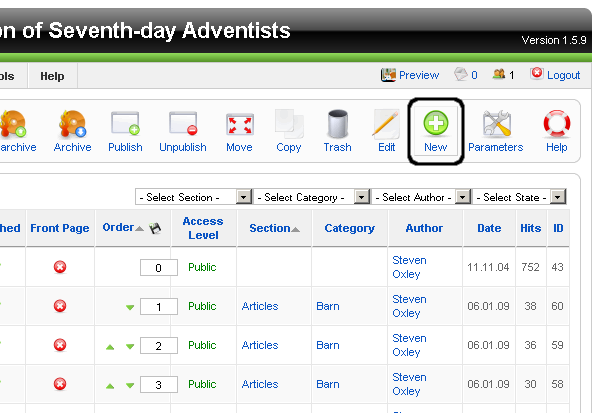 on of Seventh-day Adventists
Version 1.5.9
ols Help Preview 0 1 Logout
archive Archive Publish Unpublish Move Copy Trash Edit New Parameters Help
- Select Section - - Select Category - - Select Author - - Select State -
hed Front Page Order Access Level Section Category Author Date Hits ID
0 Public Steven Oxley 11.11.04 752 43
1 Public Articles Barn Steven Oxley 06.01.09 38 60
2 Public Articles Barn Steven Oxley 06.01.09 36 59
3 Public Articles Barn Steven Oxley 06.01.09 30 58